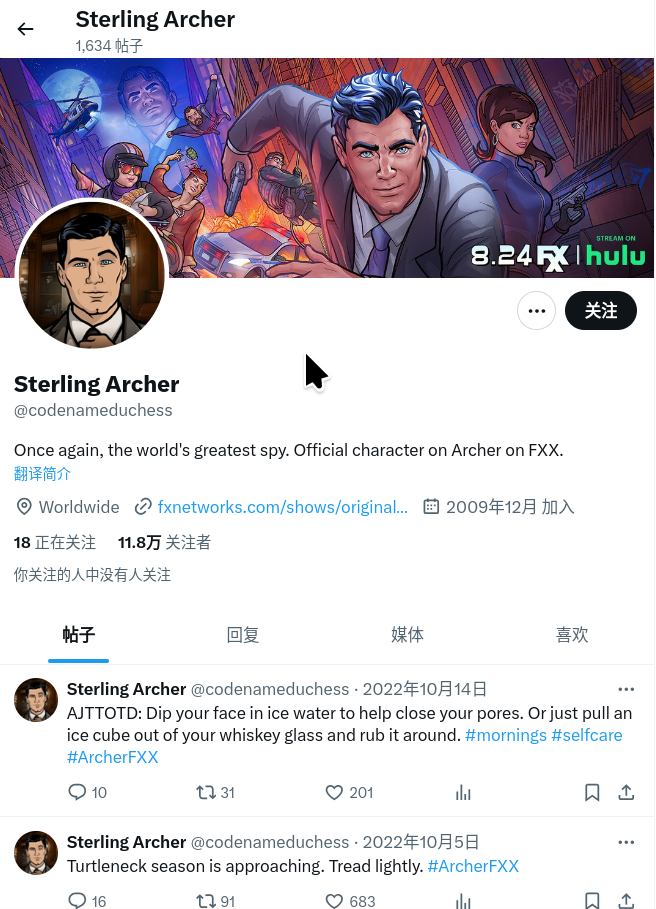 Sterling Archer
1,634 帖子
STREAM ON
8.24 FXX | hulu
关注
Sterling Archer
@codenameduchess
Once again, the world's greatest spy. Official character on Archer on FXX.
翻译简介
Worldwide fxnetworks.com/shows/original... 2009年12月 加入
18 正在关注 11.8万 关注者
你关注的人中没有人关注
帖子 回复 媒体 喜欢
Sterling Archer @codenameduchess · 2022年10月14日
AJTTOTD: Dip your face in ice water to help close your pores. Or just pull an
ice cube out of your whiskey glass and rub it around. #mornings #selfcare
#ArcherFXX
10 31 201
Sterling Archer @codenameduchess · 2022年10月5日
Turtleneck season is approaching. Tread lightly. #ArcherFXX
16 91 683